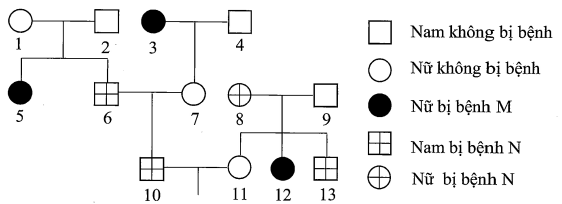 1 2 3 4
Nam không bị bệnh
Nữ không bị bệnh
5 6 7 8 9
Nữ bị bệnh M
Nam bị bệnh N
10 11 12 13
Nữ bị bệnh N